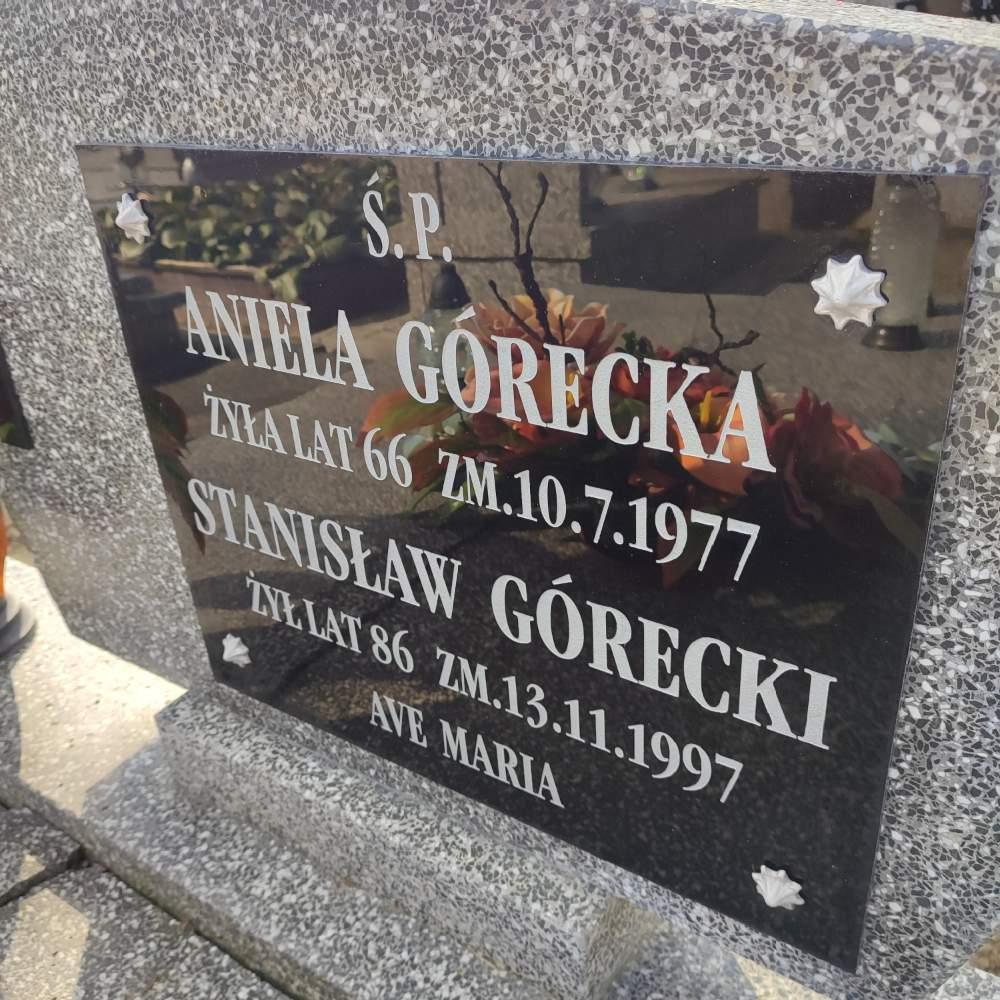 Ś.P.
ANIELA GÓRECKA
ŻYŁA LAT 66 ZM.10.7.1977
STANISŁAW GÓRECKI
ŻYŁ LAT 86 ZM.13.11.1997
AVE MARIA